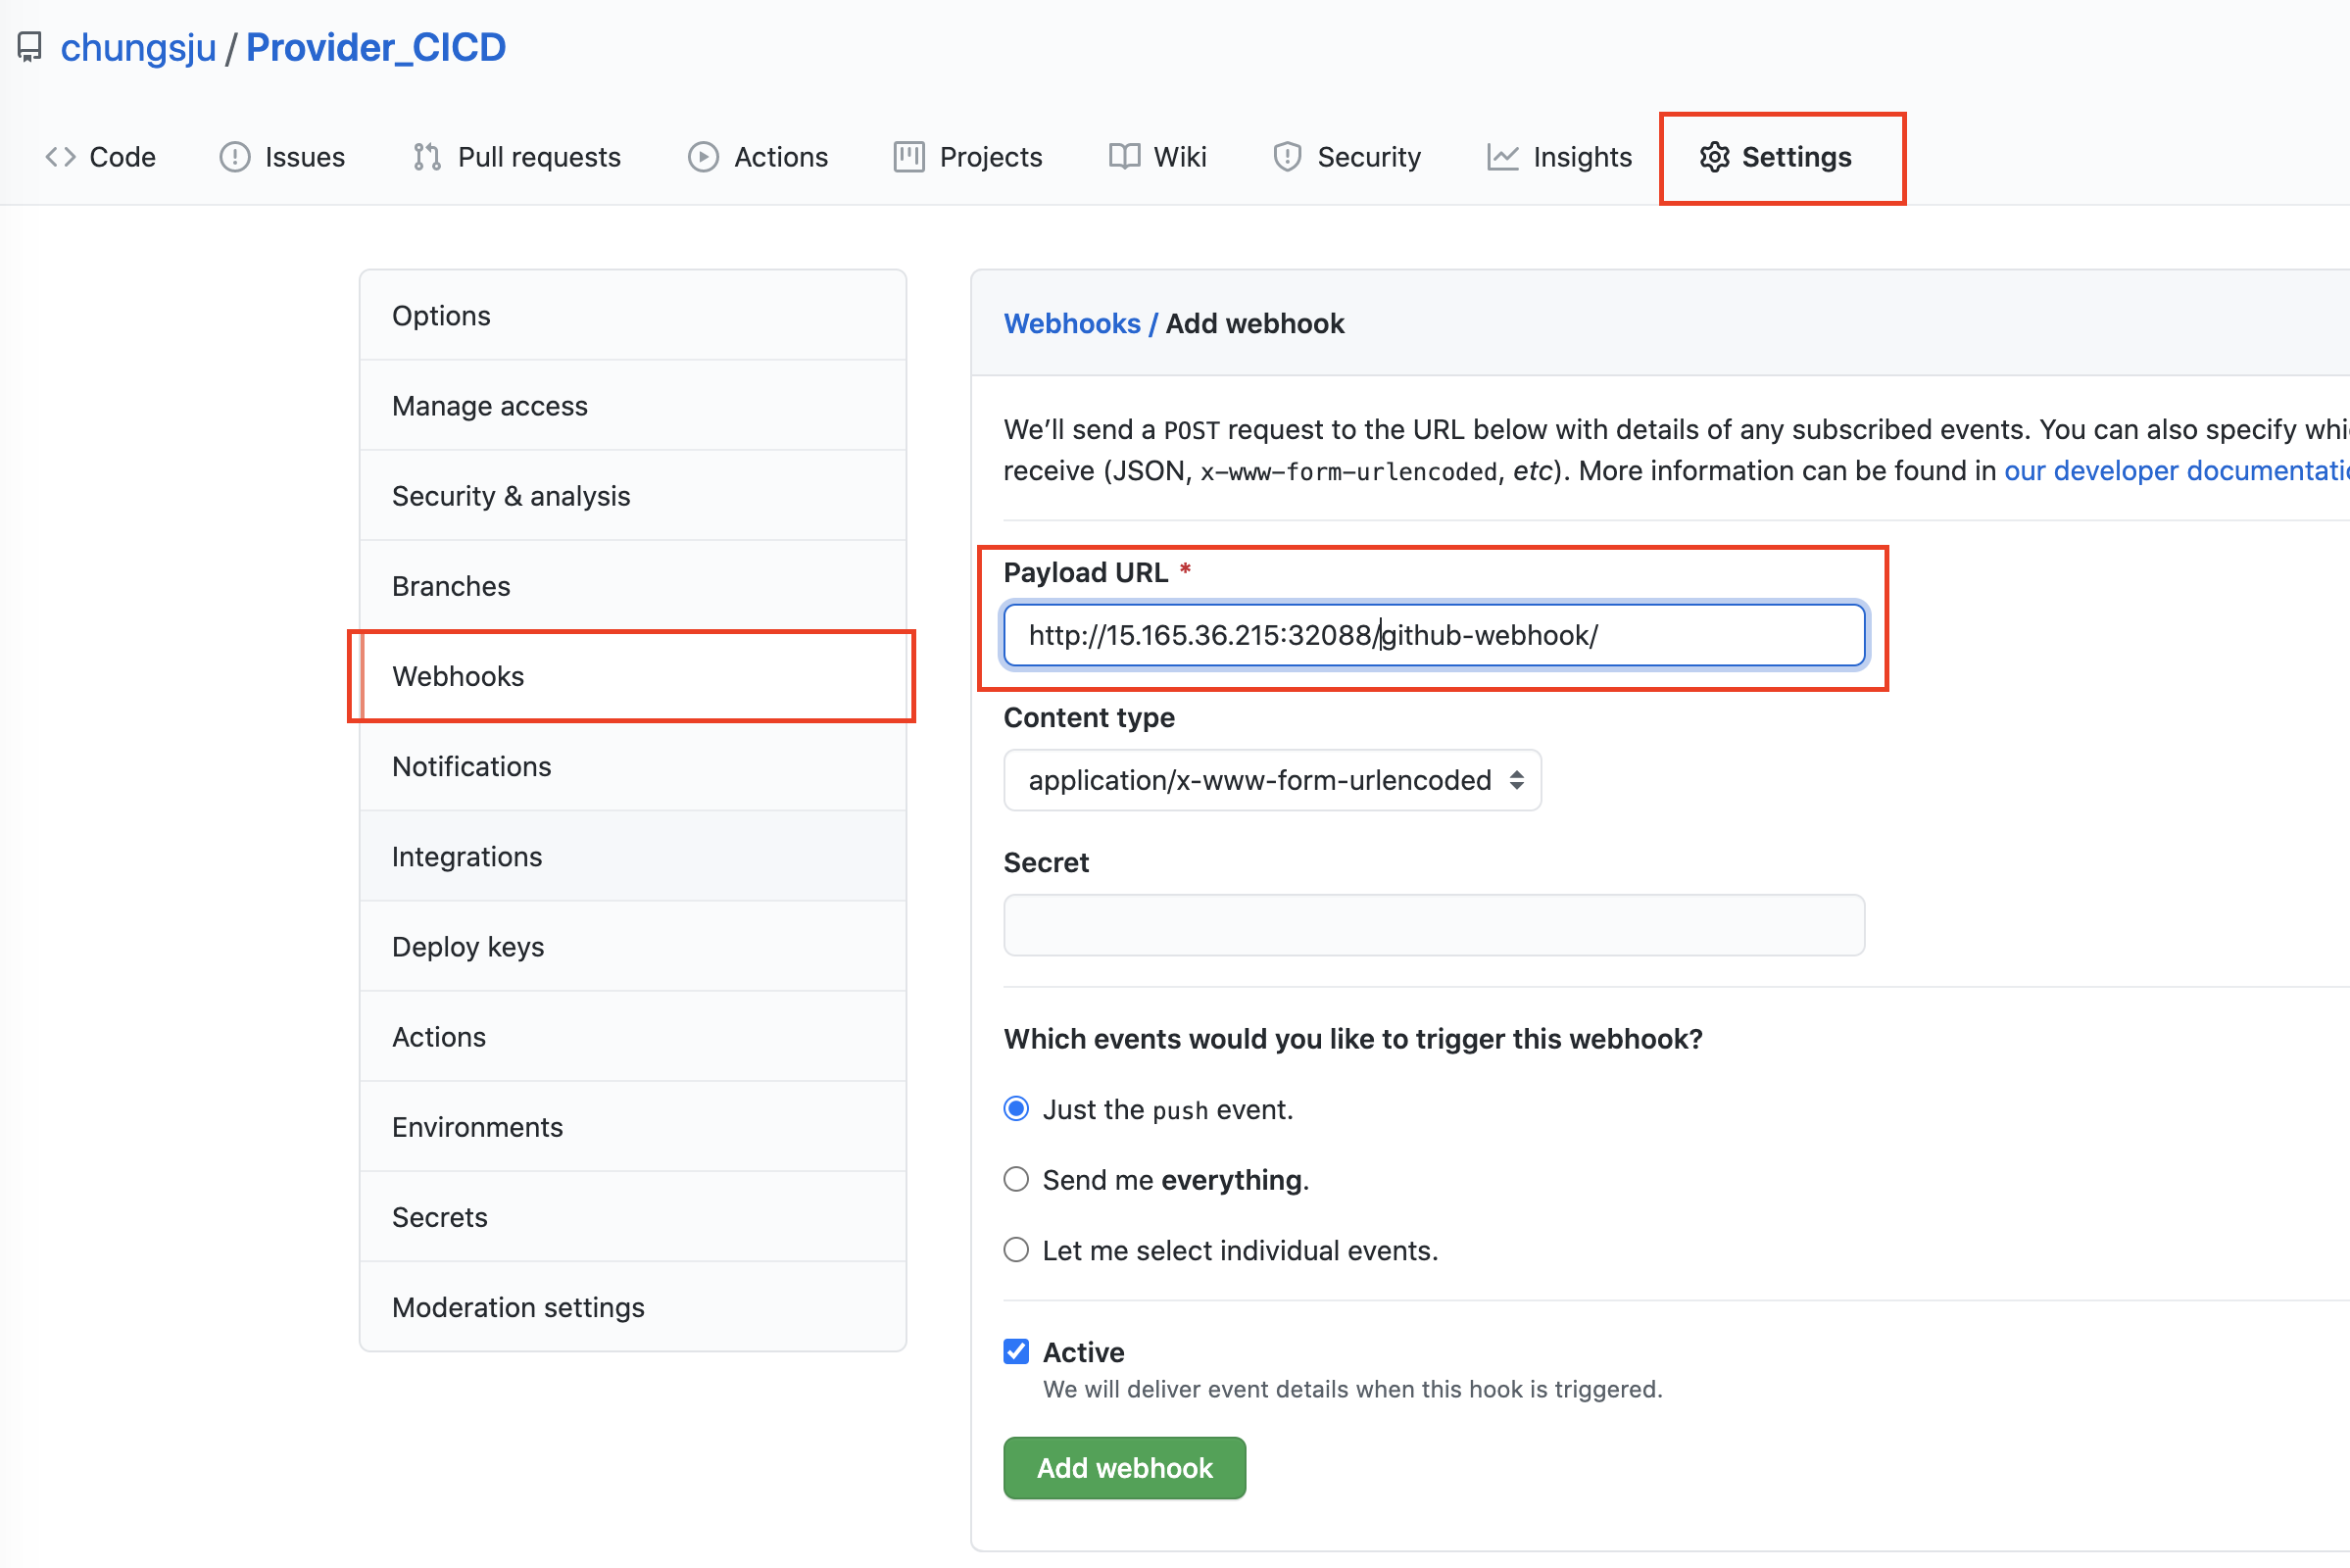 chungsju / Provider_CICD
Code Issues Pull requests Actions Projects Wiki Security Insights Settings
Options
Manage access
Security & analysis
Branches
Webhooks
Notifications
Integrations
Deploy keys
Actions
Environments
Secrets
Moderation settings
Webhooks / Add webhook
We’ll send a POST request to the URL below with details of any subscribed events. You can also specify
receive (JSON, x-www-form-urlencoded, etc). More information can be found in our developer
Payload URL *
http://15.165.36.215:32088/github-webhook/
Content type
application/x-www-form-urlencoded
Secret
Which events would you like to trigger this webhook?
Just the push event.
Send me everything.
Let me select individual events.
Active
We will deliver event details when this hook is triggered.
Add webhook